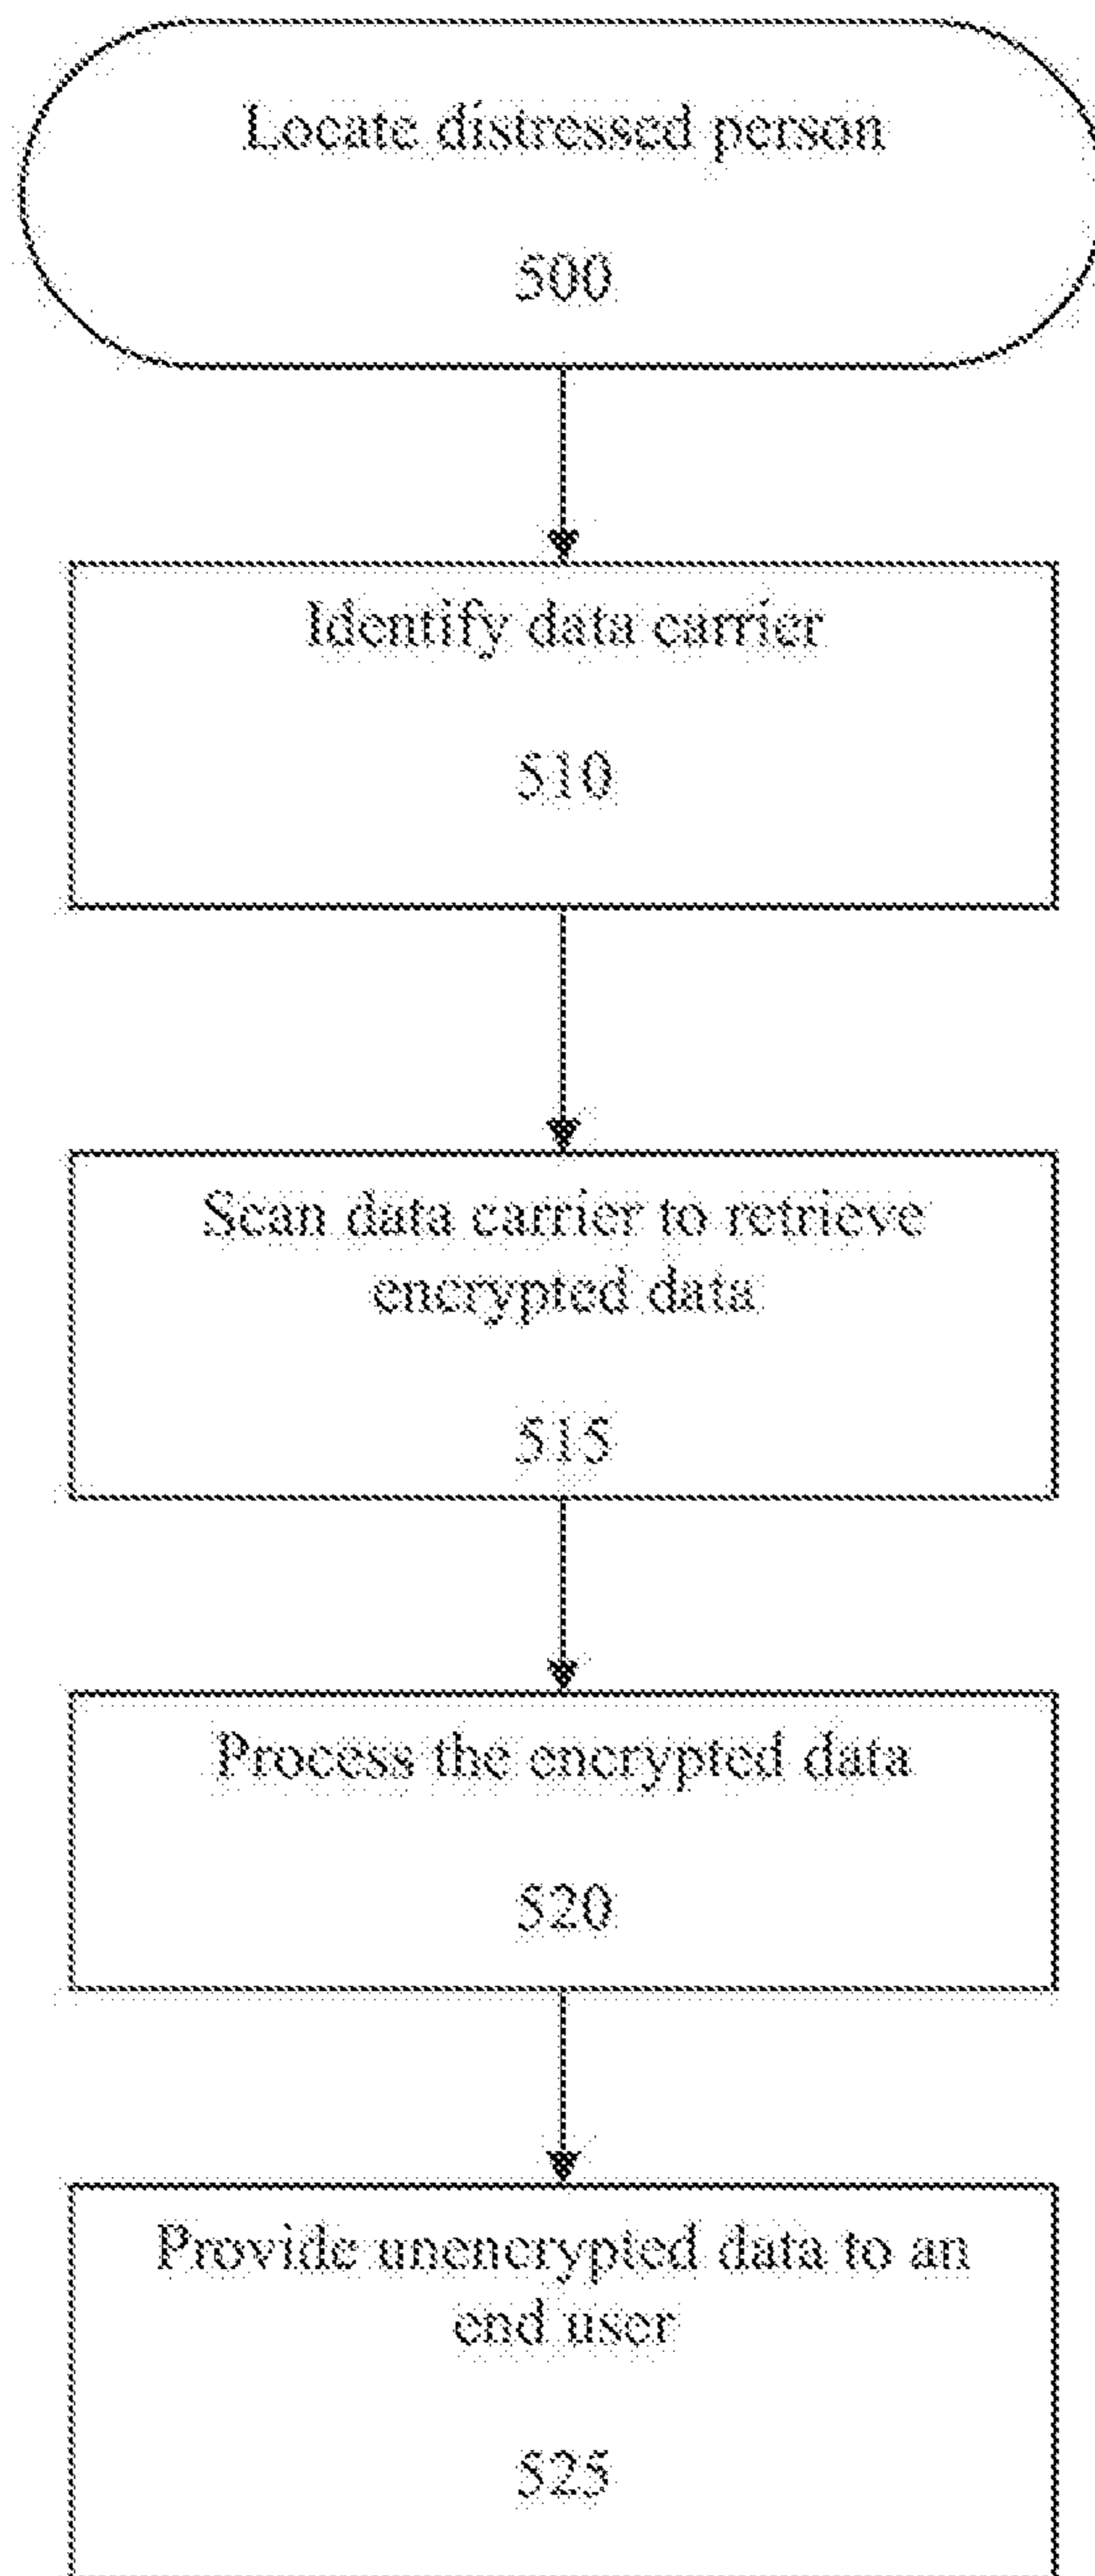 Locate distressed person
500
Identify data carrier
510
Scan data carrier to retrieve
encrypted data
515
Process the encrypted data
520
Provide unencrypted data to an
end user
525